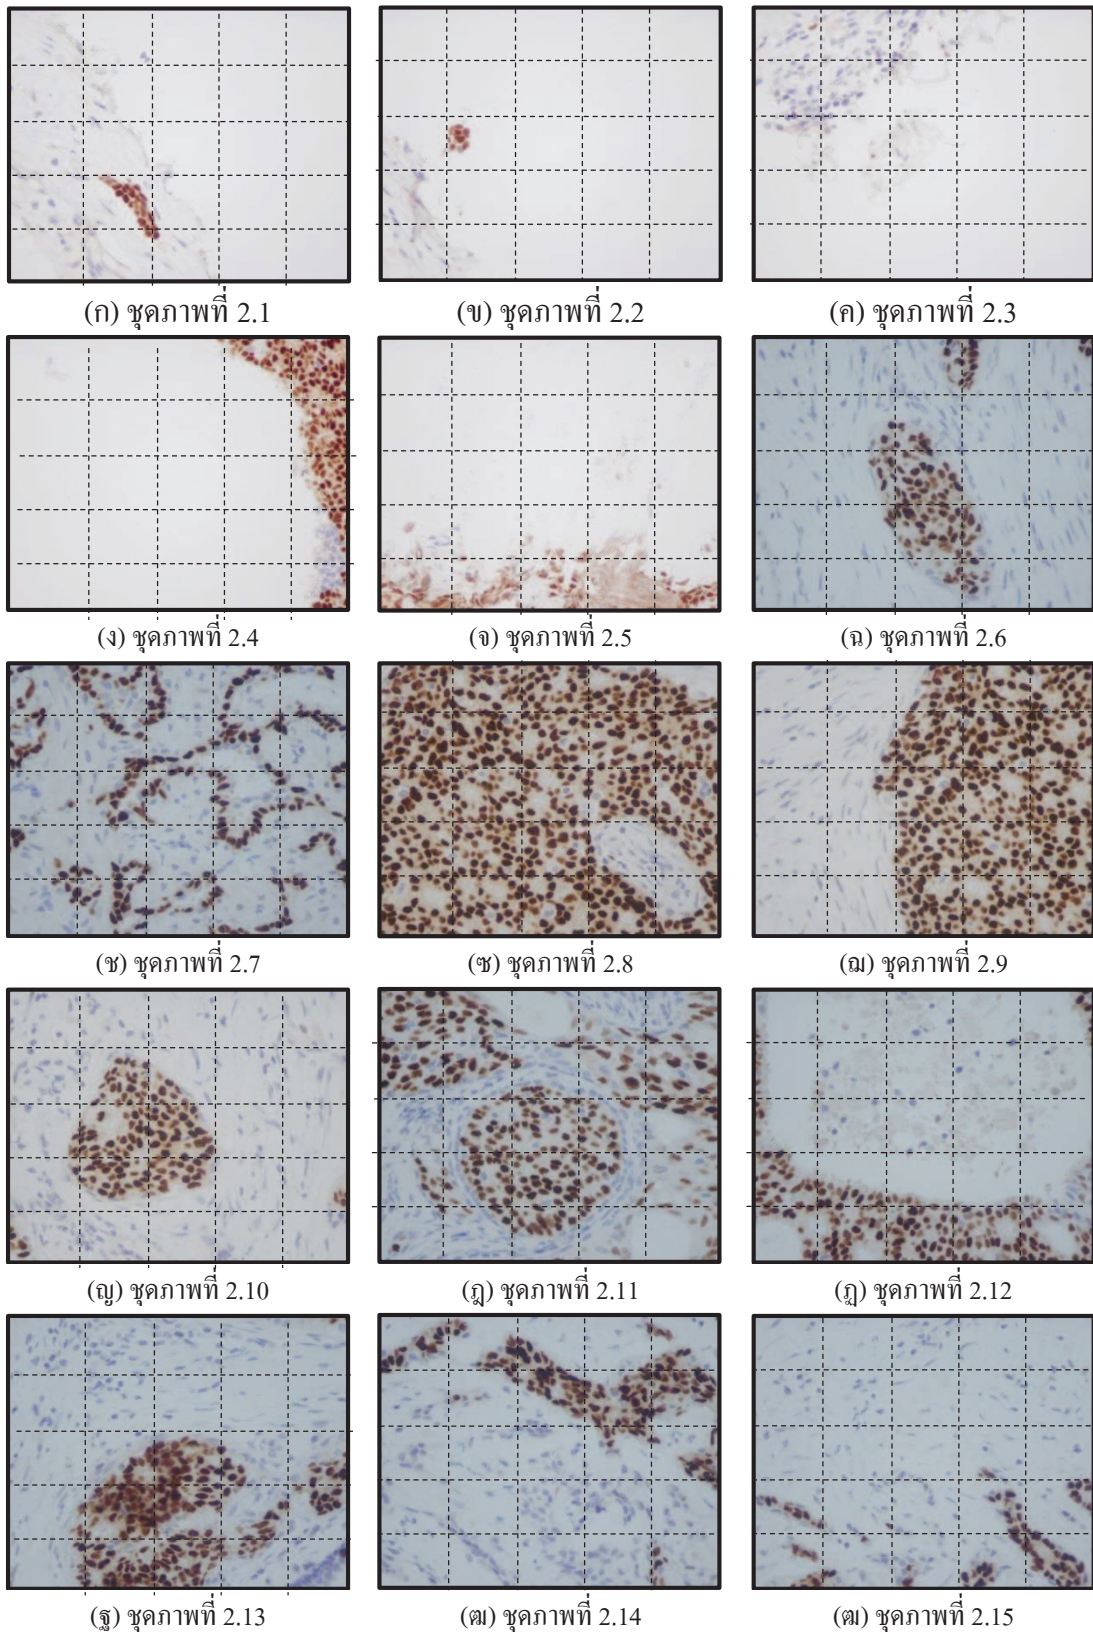 (ก) ชุดภาพที่ 2.1
(ข) ชุดภาพที่ 2.2
(ค) ชุดภาพที่ 2.3
(ง) ชุดภาพที่ 2.4
(จ) ชุดภาพที่ 2.5
(ฉ) ชุดภาพที่ 2.6
(ช) ชุดภาพที่ 2.7
(ซ) ชุดภาพที่ 2.8
(ฌ) ชุดภาพที่ 2.9
(ญ) ชุดภาพที่ 2.10
(ฎ) ชุดภาพที่ 2.11
(ฏ) ชุดภาพที่ 2.12
(ฐ) ชุดภาพที่ 2.13
(ฒ) ชุดภาพที่ 2.14
(ฒ) ชุดภาพที่ 2.15